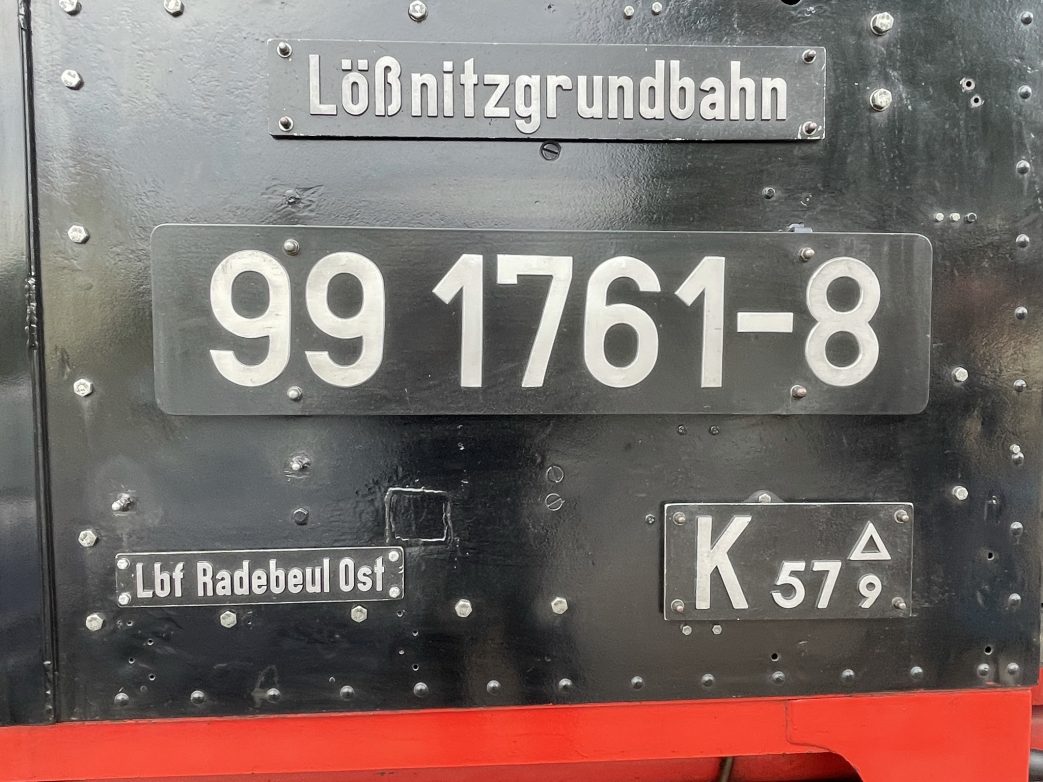 Lößnitzgrundbahn
99 1761-8
Lbf Radebeul Ost
K 57 △ 9